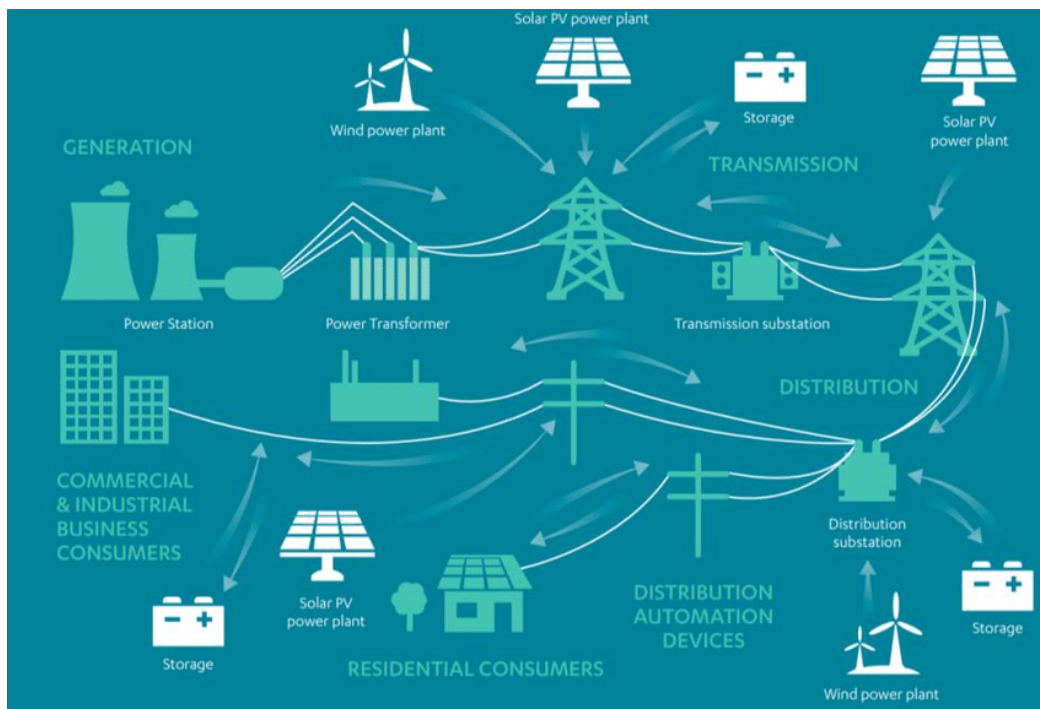 Solar PV power plant
Wind power plant
Storage
Solar PV
power plant
GENERATION
TRANSMISSION
Power Station
Power Transformer
Transmission substation
DISTRIBUTION
COMMERCIAL
& INDUSTRIAL
BUSINESS
CONSUMERS
Distribution
substation
Solar PV
power plant
DISTRIBUTION
AUTOMATION
DEVICES
Storage
Storage
RESIDENTIAL CONSUMERS
Wind power plant